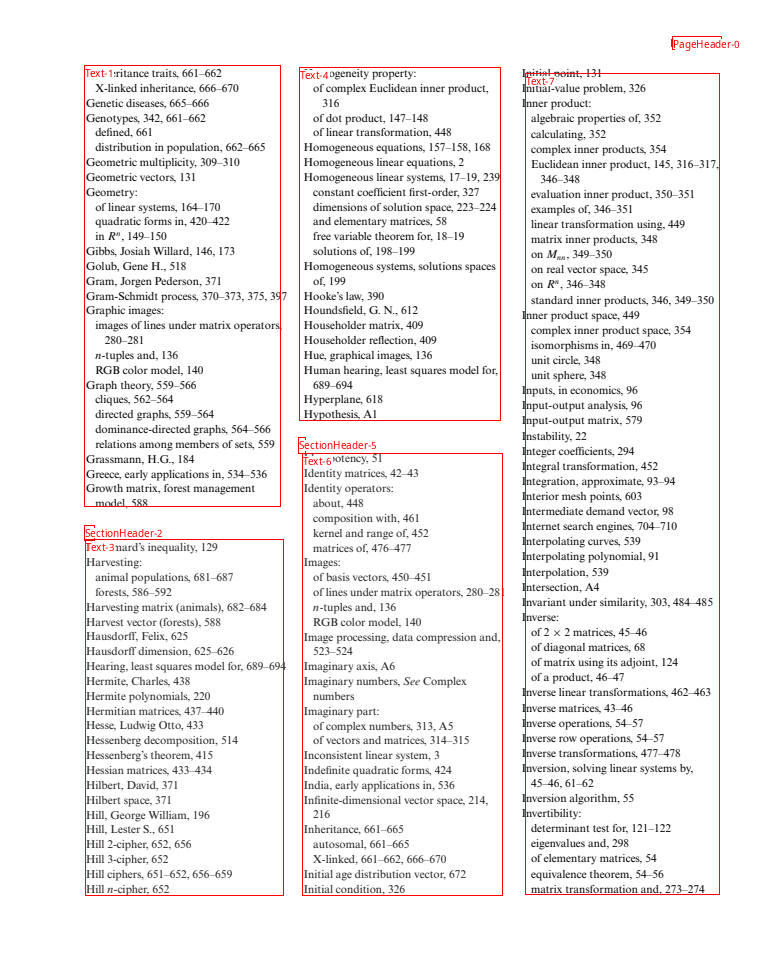 PageHeader-0
Text-1
ritance traits, 661–662
X-linked inheritance, 666–670
Genetic diseases, 665–666
Genotypes, 342, 661–662
defined, 661
distribution in population, 662–665
Geometric multiplicity, 309–310
Geometric vectors, 131
Geometry:
of linear systems, 164–170
quadratic forms in, 420–422
in Rⁿ, 149–150
Gibbs, Josiah Willard, 146, 173
Golub, Gene H., 518
Gram, Jorgen Pederson, 371
Gram-Schmidt process, 370–373, 375, 397
Graphic images:
images of lines under matrix operators,
280–281
n-tuples and, 136
RGB color model, 140
Graph theory, 559–566
cliques, 562–564
directed graphs, 559–564
dominance-directed graphs, 564–566
relations among members of sets, 559
Grassmann, H.G., 184
Greece, early applications in, 534–536
Growth matrix, forest management
model, 588
SectionHeader-2
Text-3
mard's inequality, 129
Harvesting:
animal populations, 681–687
forests, 586–592
Harvesting matrix (animals), 682–684
Harvest vector (forests), 588
Hausdorff, Felix, 625
Hausdorff dimension, 625–626
Hearing, least squares model for, 689–694
Hermite, Charles, 438
Hermite polynomials, 220
Hermitian matrices, 437–440
Hesse, Ludwig Otto, 433
Hessenberg decomposition, 514
Hessenberg's theorem, 415
Hessian matrices, 433–434
Hilbert, David, 371
Hilbert space, 371
Hill, George William, 196
Hill, Lester S., 651
Hill 2-cipher, 652, 656
Hill 3-cipher, 652
Hill ciphers, 651–652, 656–659
Hill n-cipher, 652
Text-4
ogeneity property:
of complex Euclidean inner product,
316
of dot product, 147–148
of linear transformation, 448
Homogeneous equations, 157–158, 168
Homogeneous linear equations, 2
Homogeneous linear systems, 17–19, 239
constant coefficient first-order, 327
dimensions of solution space, 223–224
and elementary matrices, 58
free variable theorem for, 18–19
solutions of, 198–199
Homogeneous systems, solutions spaces
of, 199
Hooke's law, 390
Houndsfield, G. N., 612
Householder matrix, 409
Householder reflection, 409
Hue, graphical images, 136
Human hearing, least squares model for,
689–694
Hyperplane, 618
Hypothesis, A1
SectionHeader-5
Text-6
potency, 51
Identity matrices, 42–43
Identity operators:
about, 448
composition with, 461
kernel and range of, 452
matrices of, 476–477
Images:
of basis vectors, 450–451
of lines under matrix operators, 280–281
n-tuples and, 136
RGB color model, 140
Image processing, data compression and,
523–524
Imaginary axis, A6
Imaginary numbers, See Complex
numbers
Imaginary part:
of complex numbers, 313, A5
of vectors and matrices, 314–315
Inconsistent linear system, 3
Indefinite quadratic forms, 424
India, early applications in, 536
Infinite-dimensional vector space, 214,
216
Inheritance, 661–665
autosomal, 661–665
X-linked, 661–662, 666–670
Initial age distribution vector, 672
Initial condition, 326
Initial point, 131
Text-7
Initial-value problem, 326
Inner product:
algebraic properties of, 352
calculating, 352
complex inner products, 354
Euclidean inner product, 145, 316–317,
346–348
evaluation inner product, 350–351
examples of, 346–351
linear transformation using, 449
matrix inner products, 348
on Mₙₙ, 349–350
on real vector space, 345
on Rⁿ, 346–348
standard inner products, 346, 349–350
Inner product space, 449
complex inner product space, 354
isomorphisms in, 469–470
unit circle, 348
unit sphere, 348
Inputs, in economics, 96
Input-output analysis, 96
Input-output matrix, 579
Instability, 22
Integer coefficients, 294
Integral transformation, 452
Integration, approximate, 93–94
Interior mesh points, 603
Intermediate demand vector, 98
Internet search engines, 704–710
Interpolating curves, 539
Interpolating polynomial, 91
Interpolation, 539
Intersection, A4
Invariant under similarity, 303, 484–485
Inverse:
of 2 × 2 matrices, 45–46
of diagonal matrices, 68
of matrix using its adjoint, 124
of a product, 46–47
Inverse linear transformations, 462–463
Inverse matrices, 43–46
Inverse operations, 54–57
Inverse row operations, 54–57
Inverse transformations, 477–478
Inversion, solving linear systems by,
45–46, 61–62
Inversion algorithm, 55
Invertibility:
determinant test for, 121–122
eigenvalues and, 298
of elementary matrices, 54
equivalence theorem, 54–56
matrix transformation and, 273–274